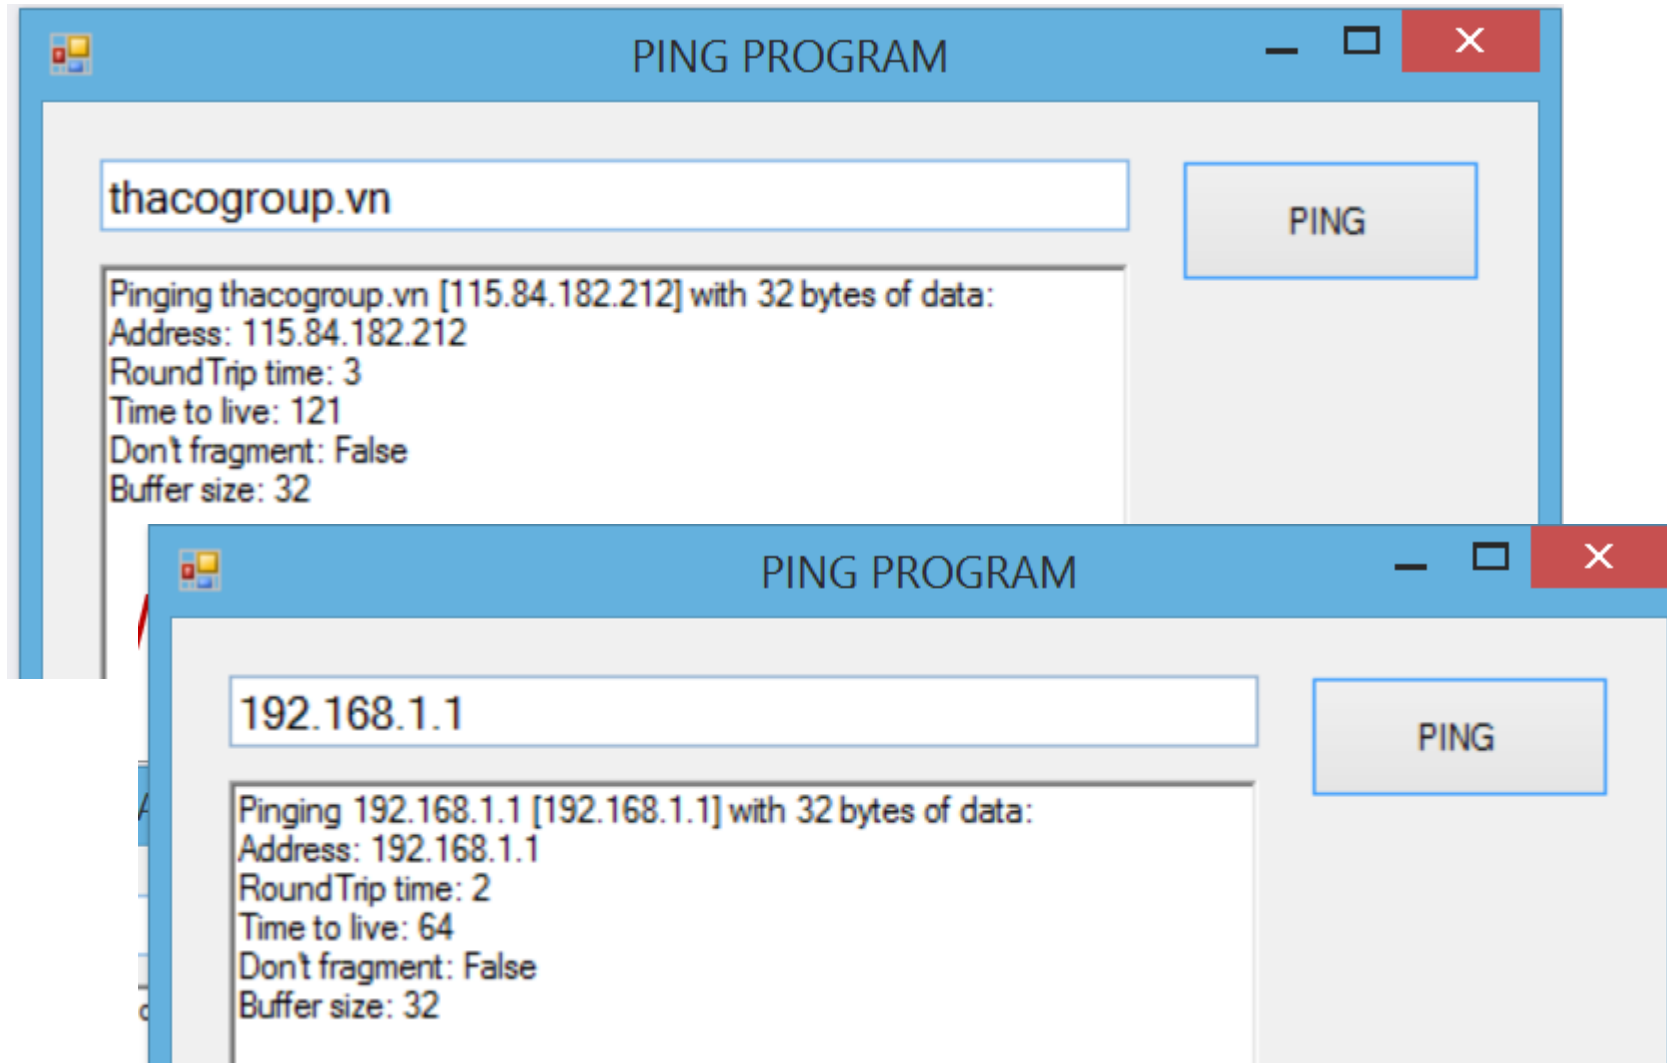 PING PROGRAM
thacogroup.vn
PING
Pinging thacogroup.vn [115.84.182.212] with 32 bytes of data:
Address: 115.84.182.212
RoundTrip time: 3
Time to live: 121
Don't fragment: False
Buffer size: 32
PING PROGRAM
192.168.1.1
PING
Pinging 192.168.1.1 [192.168.1.1] with 32 bytes of data:
Address: 192.168.1.1
RoundTrip time: 2
Time to live: 64
Don't fragment: False
Buffer size: 32